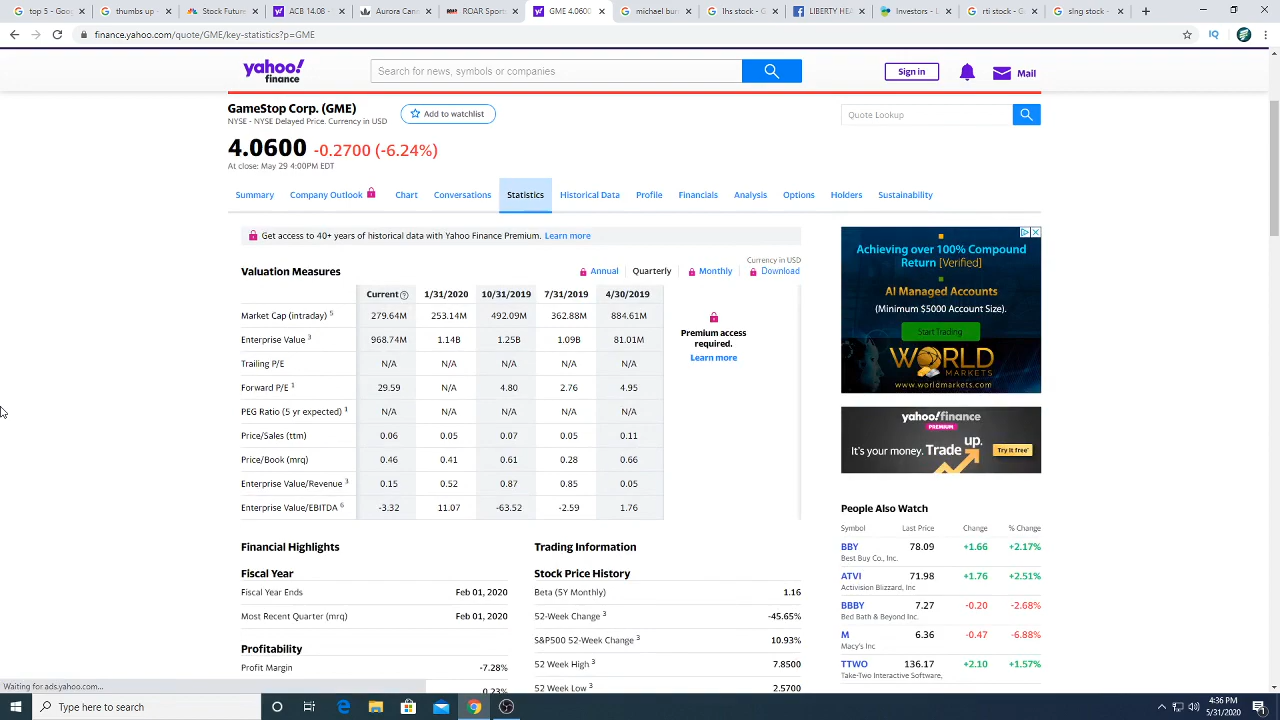 top 5 - Goo
thumbs up -
Stock Future
ACB 14.08 -
Aurora Cann
ROAR Sports
GME 4.0600
michael burr
lhs stock - G
LIBERTY HEA
Investors - L
rti stock - Go
sing stock -
finance.yahoo.com/quote/GME/key-statistics?p=GME
IQ
yahoo!
finance
Search for news, symbols or companies
Sign in
Mail
GameStop Corp. (GME)
NYSE - NYSE Delayed Price. Currency in USD
Add to watchlist
Quote Lookup
4.0600 -0.2700 (-6.24%)
At close: May 29 4:00PM EDT
Summary Company Outlook Chart Conversations Statistics Historical Data Profile Financials Analysis Options Holders Sustainability
Get access to 40+ years of historical data with Yahoo Finance Premium. Learn more
Currency in USD
Valuation Measures
Annual Quarterly Monthly Download
Current 1/31/2020 10/31/2019 7/31/2019 4/30/2019
Market Cap (intraday) 5 279.64M 253.14M 492.09M 362.88M 884.61M
Enterprise Value 3 968.74M 1.14B 1.09B 81.01M
Trailing P/E N/A N/A N/A N/A N/A
Forward P/E 29.59 N/A 4.80 2.76 4.95
PEG Ratio (5 yr expected) 1 N/A N/A N/A N/A N/A
Price/Sales (ttm) 0.06 0.05 0.07 0.05 0.11
Price/Book (mrq) 0.46 0.41 0.61 0.28 0.66
Enterprise Value/Revenue 3 0.15 0.52 0.87 0.85 0.05
Enterprise Value/EBITDA 6 -3.32 11.07 -63.52 -2.59 1.76
Premium access
required.
Learn more
Financial Highlights
Fiscal Year
Fiscal Year Ends Feb 01, 2020
Most Recent Quarter (mrq) Feb 01, 2020
Profitability
Profit Margin -7.28%
0.23%
Trading Information
Stock Price History
Beta (5Y Monthly) 1.16
52-Week Change 3 -45.65%
S&P500 52-Week Change 3 10.93%
52 Week High 3 7.8500
52 Week Low 3 2.5700
Achieving over 100% Compound
Return [Verified]
AI Managed Accounts
(Minimum $5000 Account Size).
Start Trading
WORLD
MARKETS
www.worldmarkets.com
yahoo!finance
PREMIUM
It's your money. Trade up.
Try it free*
People Also Watch
Symbol Last Price Change % Change
BBY 78.09 +1.66 +2.17%
Best Buy Co., Inc.
ATVI 71.98 +1.76 +2.51%
Activision Blizzard, Inc
BBBY 7.27 -0.20 -2.68%
Bed Bath & Beyond Inc.
M 6.36 -0.47 -6.88%
Macy's Inc
TTWO 136.17 +2.10 +1.57%
Take-Two Interactive Software,
Waiting for ads.yahoo.com...
Type here to search
4:36 PM
5/31/2020
1